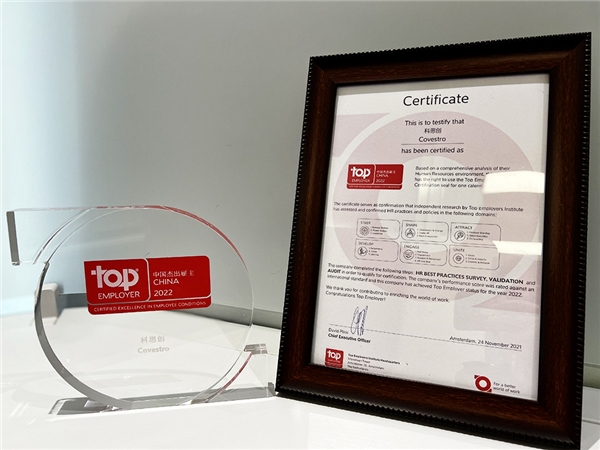 top
EMPLOYER
中国杰出雇主
CHINA
2022
CERTIFIED EXCELLENCE IN EMPLOYEE CONDITIONS
科思创
Covestro
Certificate
This is to testify that
科思创
Covestro
has been certified as
top
EMPLOYER
中国杰出雇主
CHINA
2022
Based on a comprehensive analysis of their
Human Resources environment,
has the right to use the Top
Certification seal for one calen
The certificate serves as confirmation that independent research by Top Employers Institute
has assessed and confirmed HR practices and policies in the following domains:
STEER
SHAPE
ATTRACT
DEVELOP
ENGAGE
UNITE
The company completed the following steps: HR BEST PRACTICES SURVEY, VALIDATION and
AUDIT in order to qualify for certification. The company's performance score was rated against an
international standard and this company has achieved Top Employer status for the year 2022.
We thank you for contributing to enriching the world of work.
Congratulations Top Employer!
David Plink
Chief Executive Officer
Amsterdam, 24 November 2021
top
EMPLOYER
Top Employers Institute Headquarters
For a better
world of work